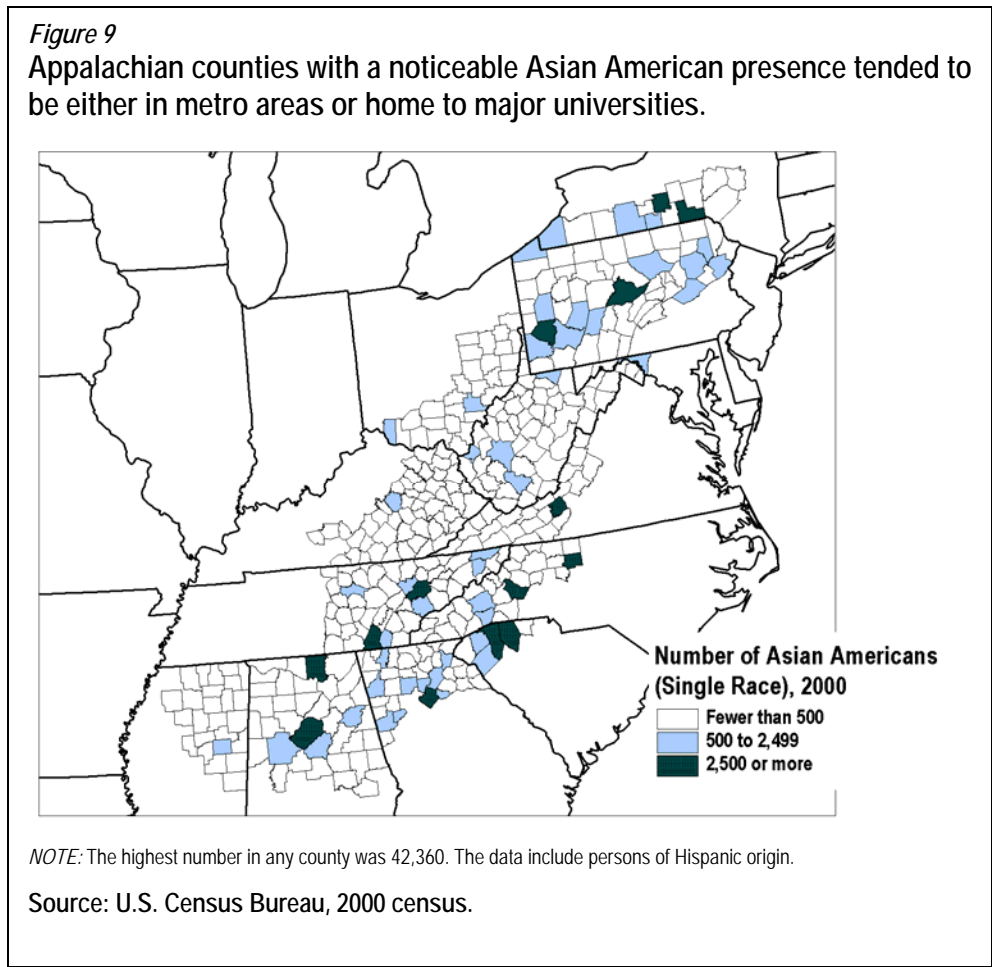 Figure 9
Appalachian counties with a noticeable Asian American presence tended to
be either in metro areas or home to major universities.
Number of Asian Americans
(Single Race), 2000
Fewer than 500
500 to 2,499
2,500 or more
NOTE: The highest number in any county was 42,360. The data include persons of Hispanic origin.
Source: U.S. Census Bureau, 2000 census.